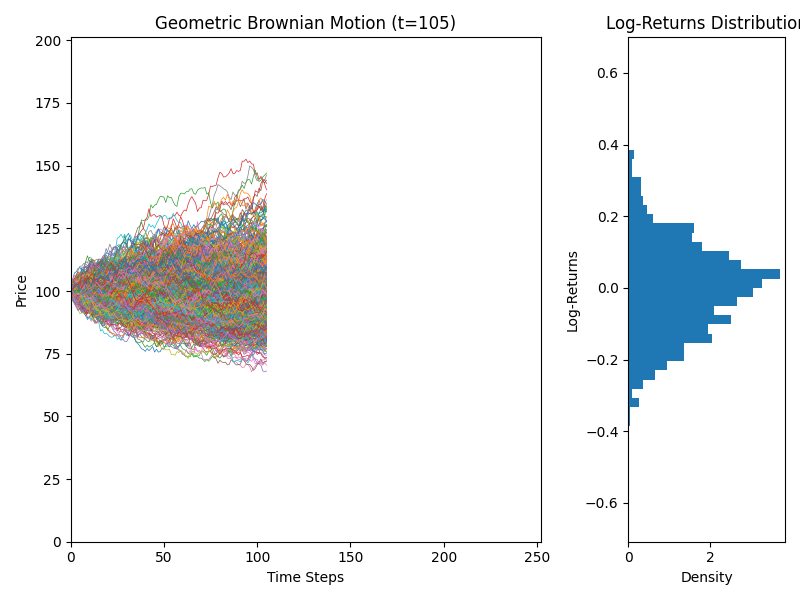 Geometric Brownian Motion (t=105)
Log-Returns Distribution
Price
200
175
150
125
100
75
50
25
0
0 50 100 150 200 250
Time Steps
Log-Returns
0.6
0.4
0.2
0.0
−0.2
−0.4
−0.6
0 2
Density